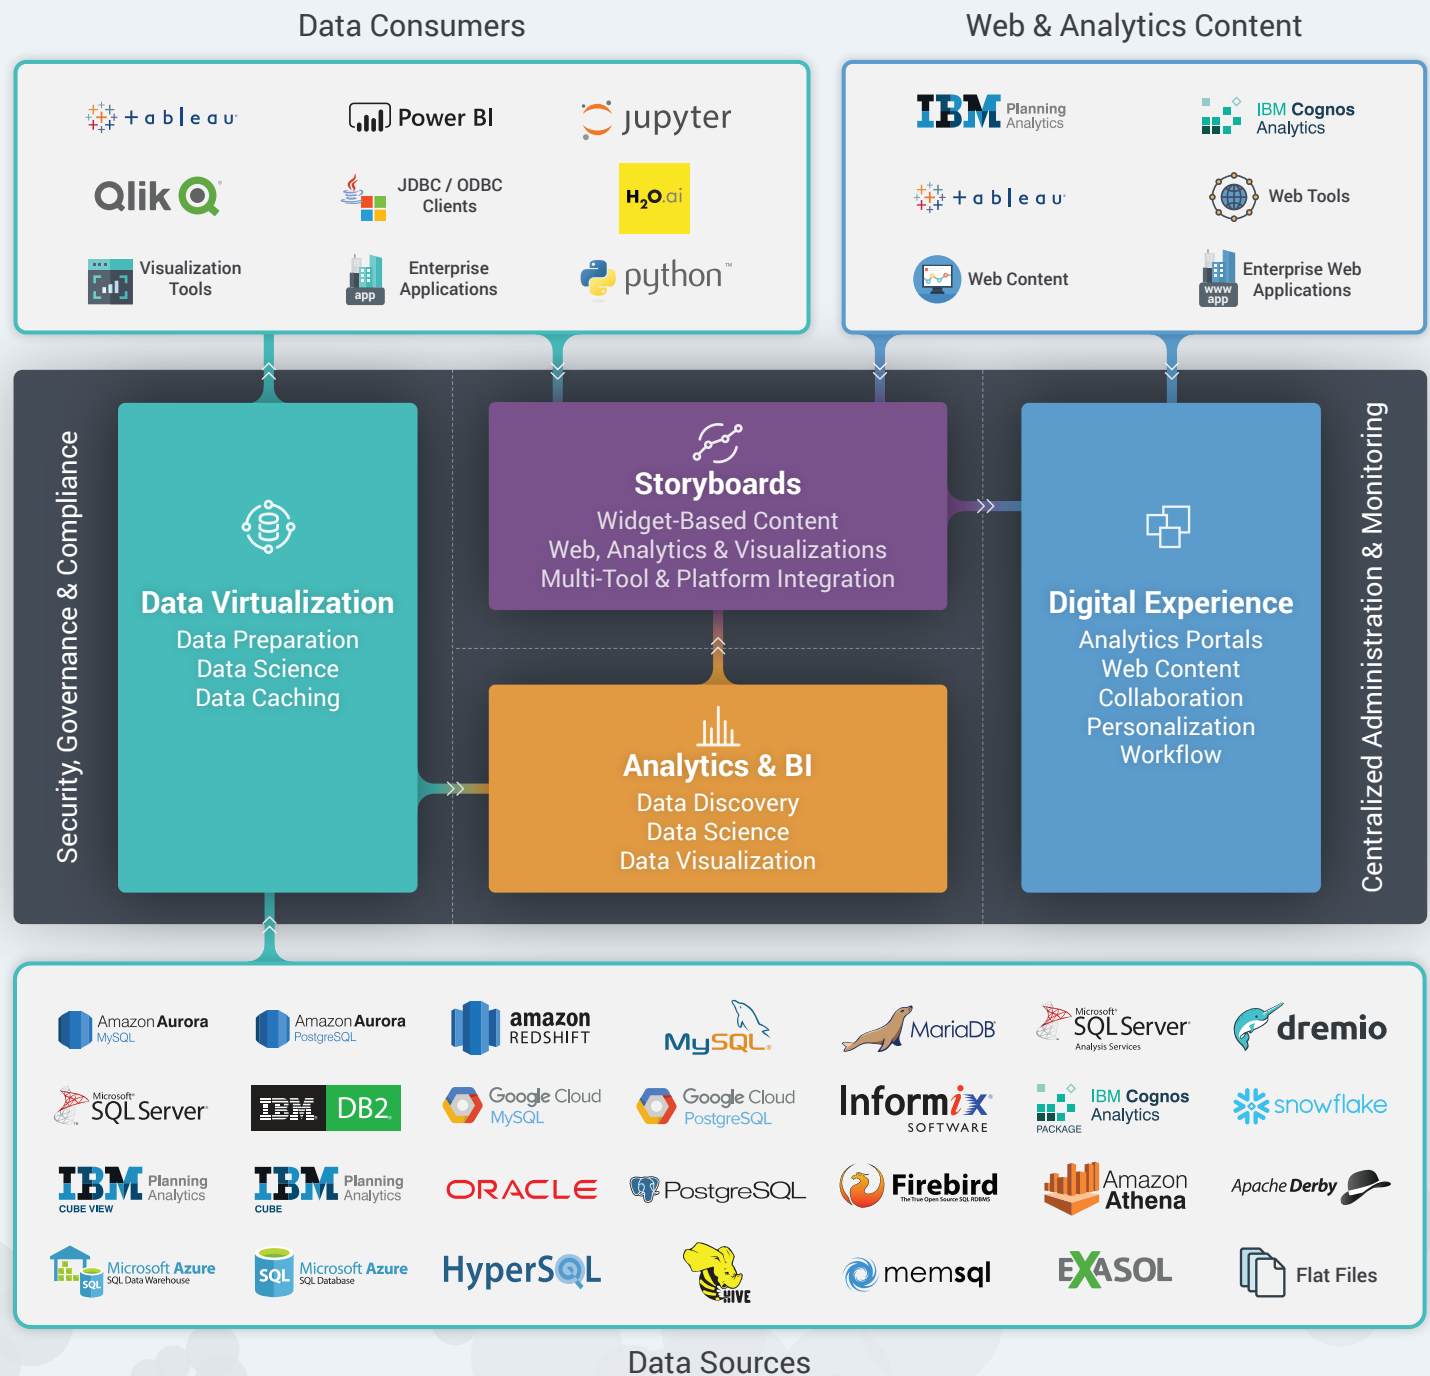 Data Consumers
Web & Analytics Content
+ a b l e a u
Power BI
jupyter
Qlik Q
JDBC / ODBC
Clients
H2O.ai
Visualization
Tools
app
Enterprise
Applications
python™
IBM Planning
Analytics
IBM Cognos
Analytics
+ a b l e a u
Web Tools
Web Content
www
app
Enterprise Web
Applications
Security, Governance & Compliance
Data Virtualization
Data Preparation
Data Science
Data Caching
Storyboards
Widget-Based Content
Web, Analytics & Visualizations
Multi-Tool & Platform Integration
Analytics & BI
Data Discovery
Data Science
Data Visualization
Digital Experience
Analytics Portals
Web Content
Collaboration
Personalization
Workflow
Centralized Administration & Monitoring
Amazon Aurora
MySQL
Amazon Aurora
PostgreSQL
amazon
REDSHIFT
MySQL®
MariaDB
Microsoft®
SQL Server®
Analysis Services
dremio
Microsoft®
SQL Server®
IBM. DB2.
Google Cloud
MySQL
Google Cloud
PostgreSQL
Informix®
SOFTWARE
PACKAGE
IBM Cognos
Analytics
snowflake
IBM Planning
Analytics
CUBE VIEW
IBM Planning
Analytics
CUBE
ORACLE
PostgreSQL
Firebird
The True Open Source SQL RDBMS
Amazon
Athena
Apache Derby
SQL
Microsoft Azure
SQL Data Warehouse
SQL
Microsoft Azure
SQL Database
HyperSQL
HIVE
memsql
EXASOL
Flat Files
Data Sources